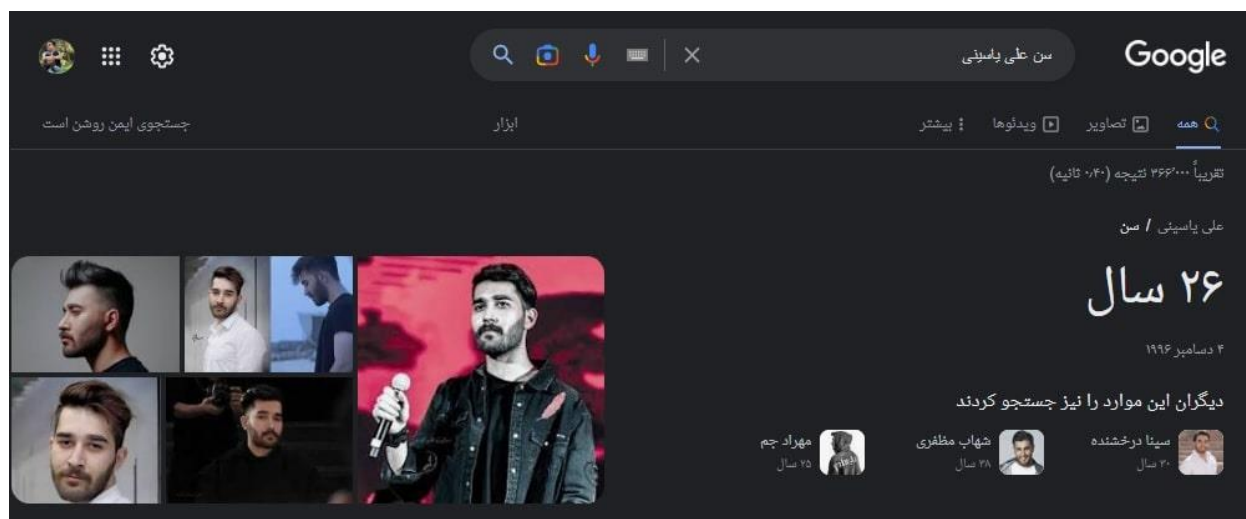 Google
سن علی یاسینی
همه
تصاویر
ویدئوها
بیشتر
ابزار
جستجوی ایمن روشن است
تقریباً ۳۶۶٬۰۰۰ نتیجه (۰٫۴۰ ثانیه)
علی یاسینی / سن
۲۶ سال
۴ دسامبر ۱۹۹۶
دیگران این موارد را نیز جستجو کردند
سینا درخشنده
۳۰ سال
شهاب مظفری
۳۸ سال
مهراد جم
۲۵ سال